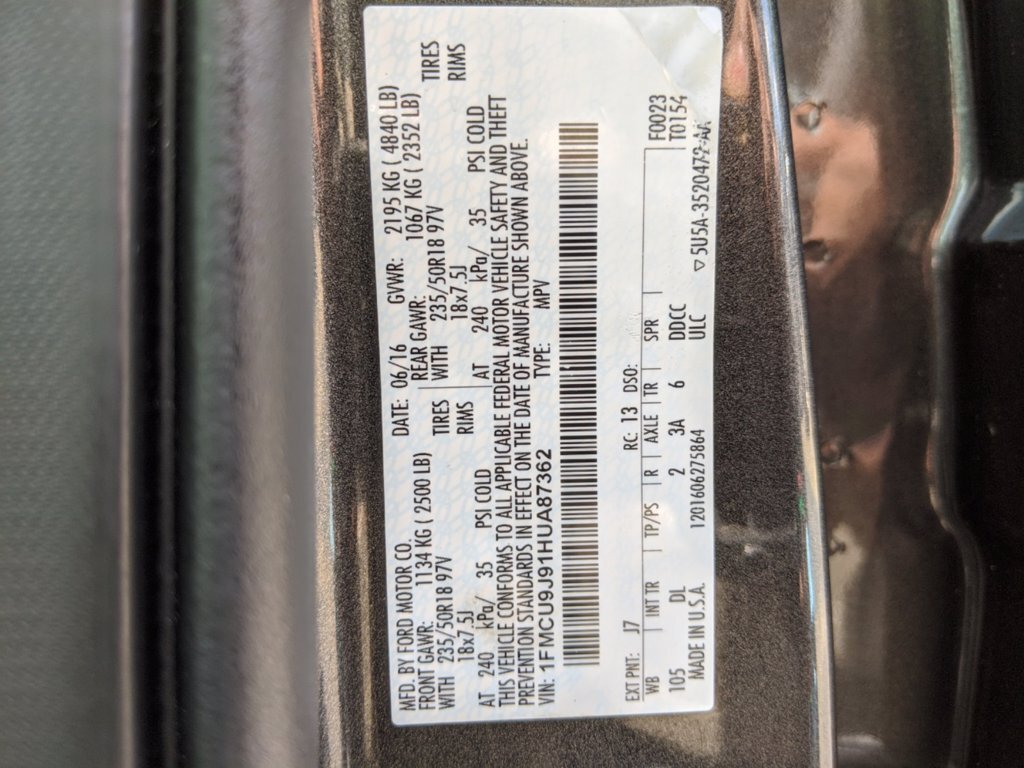 MFD. BY FORD MOTOR CO. DATE: 06/16 GVWR: 2195 KG ( 4840 LB)
FRONT GAWR: 1134 KG ( 2500 LB) REAR GAWR: 1067 KG ( 2352 LB)
WITH 235/50R18 97V TIRES WITH 235/50R18 97V TIRES
18x7.5J RIMS 18x7.5J RIMS
AT 240 kPa/ 35 PSI COLD AT 240 kPa/ 35 PSI COLD
THIS VEHICLE CONFORMS TO ALL APPLICABLE FEDERAL MOTOR VEHICLE SAFETY AND THEFT
PREVENTION STANDARDS IN EFFECT ON THE DATE OF MANUFACTURE SHOWN ABOVE.
VIN: 1FMCU9J91HUA87362 TYPE: MPV
EXT PNT: J7 RC: 13 DSO: F0023
WB INT TR TP/PS R AXLE TR SPR T0154
105 DL 2 3A 6 DDCC
MADE IN U.S.A. 1201606275864 ULC
▽5U5A-3520472-AA